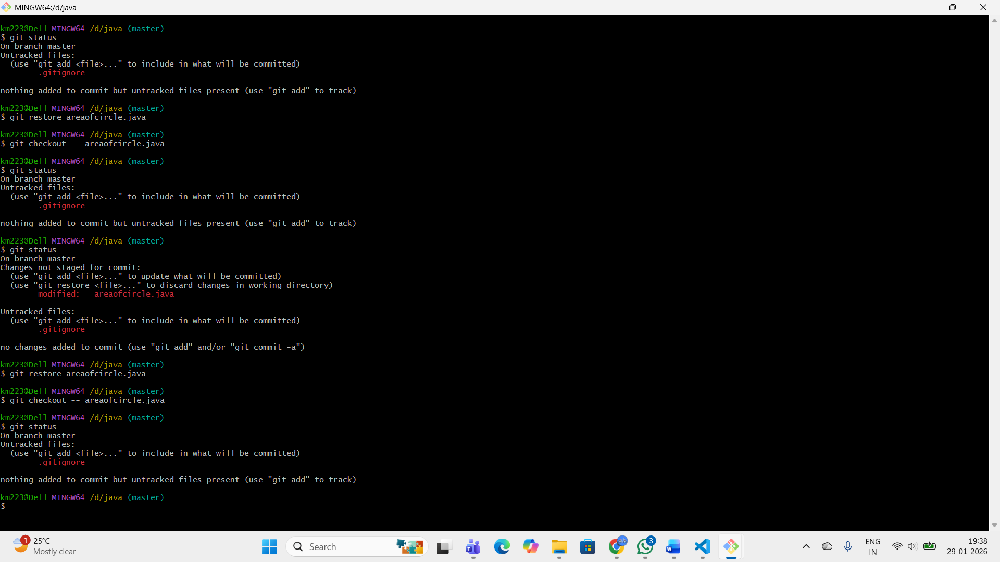 MINGW64:/d/java
km223@Dell MINGW64 /d/java (master)
$ git status
On branch master
Untracked files:
  (use "git add <file>..." to include in what will be committed)
        .gitignore

nothing added to commit but untracked files present (use "git add" to track)

km223@Dell MINGW64 /d/java (master)
$ git restore areaofcircle.java

km223@Dell MINGW64 /d/java (master)
$ git checkout -- areaofcircle.java

km223@Dell MINGW64 /d/java (master)
$ git status
On branch master
Untracked files:
  (use "git add <file>..." to include in what will be committed)
        .gitignore

nothing added to commit but untracked files present (use "git add" to track)

km223@Dell MINGW64 /d/java (master)
$ git status
On branch master
Changes not staged for commit:
  (use "git add <file>..." to update what will be committed)
  (use "git restore <file>..." to discard changes in working directory)
        modified:   areaofcircle.java

Untracked files:
  (use "git add <file>..." to include in what will be committed)
        .gitignore

no changes added to commit (use "git add" and/or "git commit -a")

km223@Dell MINGW64 /d/java (master)
$ git restore areaofcircle.java

km223@Dell MINGW64 /d/java (master)
$ git checkout -- areaofcircle.java

km223@Dell MINGW64 /d/java (master)
$ git status
On branch master
Untracked files:
  (use "git add <file>..." to include in what will be committed)
        .gitignore

nothing added to commit but untracked files present (use "git add" to track)

km223@Dell MINGW64 /d/java (master)
$
1
25°C
Mostly clear
Search
T
3
W
ENG
IN
19:38
29-01-2026